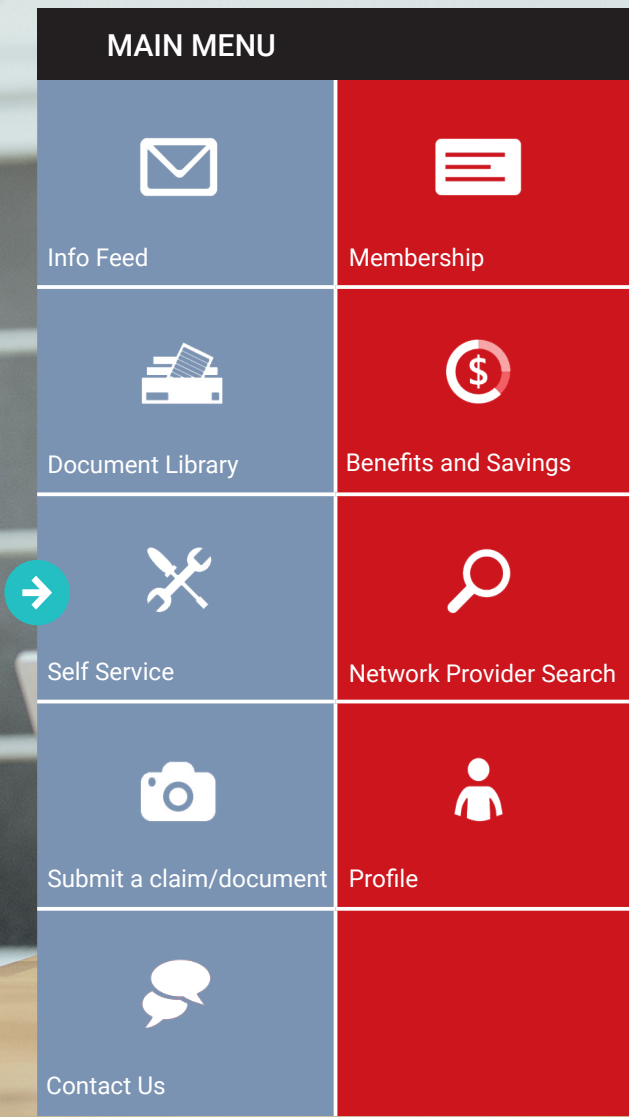 MAIN MENU
Info Feed
Membership
Document Library
Benefits and Savings
$
Self Service
Network Provider Search
Submit a claim/document
Profile
Contact Us